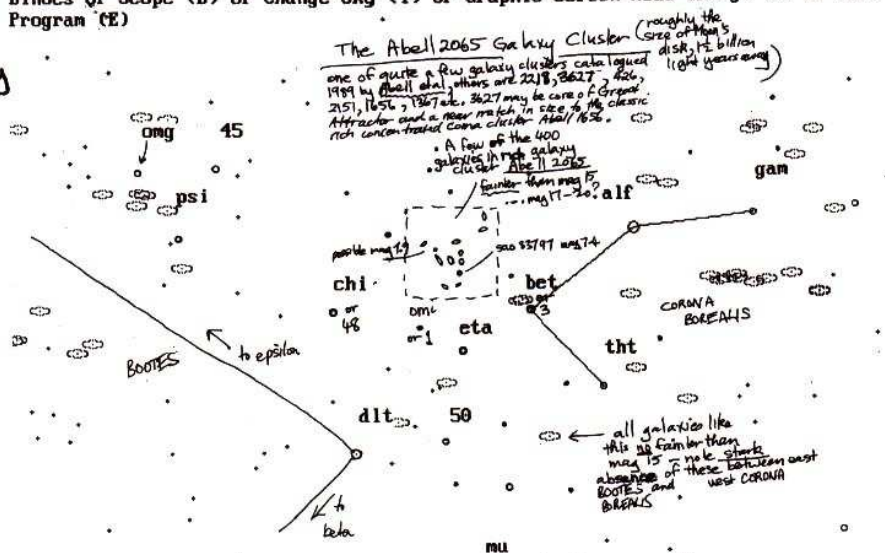 Program (E)
The Abell 2065 Galaxy Cluster (roughly the
size of Moon's
disk, 1½ billion
light years away)
one of quite a few galaxy clusters catalogued
1989 by Abell etal, others are 2218, 3627, 426,
2151, 1656, 1367 etc. 3627 may be core of Great
Attractor and a near match in size to the classic
rich concentrated Coma cluster Abell 1656.
A few of the 400
galaxies in rich galaxy
cluster Abell 2065
fainter than mag 15
... mag 17-20?
omg 45
psi
alf
gam
possible mag 7.9
sao 83797 mag 7.4
chi
or
48
omi
or 1
eta
bet
or
3
CORONA
BOREALIS
tht
BOOTES
to epsilon
dlt 50
all galaxies like
this no fainter than
mag 15 - note stark
absence of these between east
BOOTES and west CORONA
BOREALIS
to
beta
mu